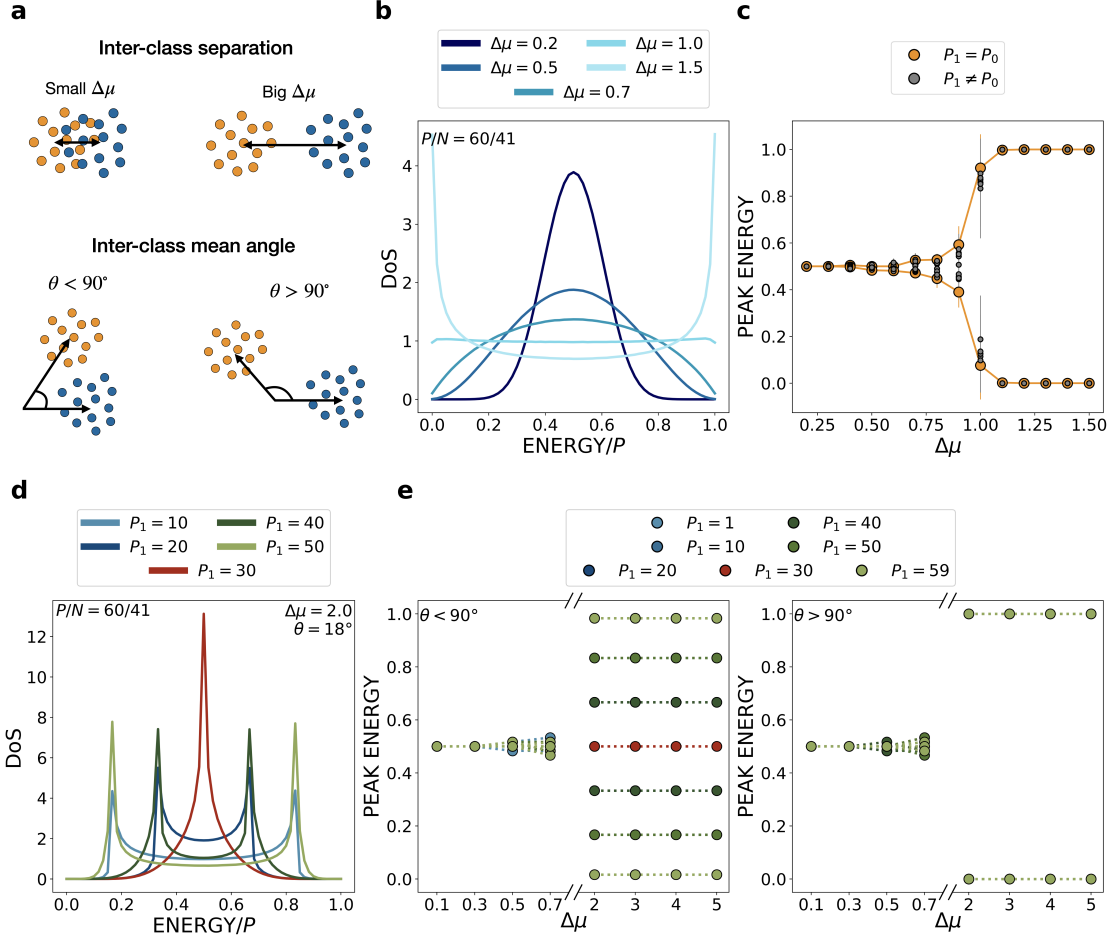 a
Inter-class separation
Small Δμ
Big Δμ
Inter-class mean angle
θ < 90°
θ > 90°
b
Δμ = 0.2
Δμ = 1.0
Δμ = 0.5
Δμ = 1.5
Δμ = 0.7
P/N = 60/41
DoS
4
3
2
1
0
0.0 0.2 0.4 0.6 0.8 1.0
ENERGY/P
c
P₁ = P₀
P₁ ≠ P₀
PEAK ENERGY
1.0
0.8
0.6
0.4
0.2
0.0
0.25 0.50 0.75 1.00 1.25 1.50
Δμ
d
P₁ = 10
P₁ = 40
P₁ = 20
P₁ = 50
P₁ = 30
P/N = 60/41
Δμ = 2.0
θ = 18°
DoS
12
10
8
6
4
2
0
0.0 0.2 0.4 0.6 0.8 1.0
ENERGY/P
e
P₁ = 1
P₁ = 40
P₁ = 10
P₁ = 50
P₁ = 20
P₁ = 30
P₁ = 59
θ < 90°
PEAK ENERGY
1.0
0.8
0.6
0.4
0.2
0.0
0.1 0.3 0.5 0.7 2 3 4 5
Δμ
θ > 90°
PEAK ENERGY
1.0
0.8
0.6
0.4
0.2
0.0
0.1 0.3 0.5 0.7 2 3 4 5
Δμ